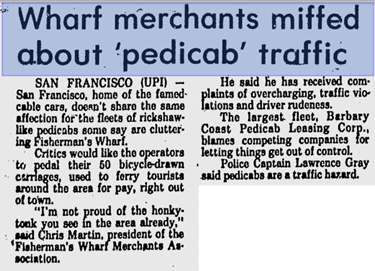 Wharf merchants miffed
about 'pedicab' traffic
SAN FRANCISCO (UPI) —
San Francisco, home of the famed-
cable cars, doesn't share the same
affection for the fleets of rickshaw-
like pedicabs some say are clutter-
ing Fisherman's Wharf.
Critics would like the operators
to pedal their 50 bicycle-drawn
carriages, used to ferry tourists
around the area for pay, right out
of town.
"I'm not proud of the honky-
tonk you see in the area already,"
said Chris Martin, president of the
Fisherman's Wharf Merchants As-
sociation.
He said he has received com-
plaints of overcharging, traffic vio-
lations and driver rudeness.
The largest fleet, Barbary
Coast Pedicab Leasing Corp.,
blames competing companies for
letting things get out of control.
Police Captain Lawrence Gray
said pedicabs are a traffic hazard.